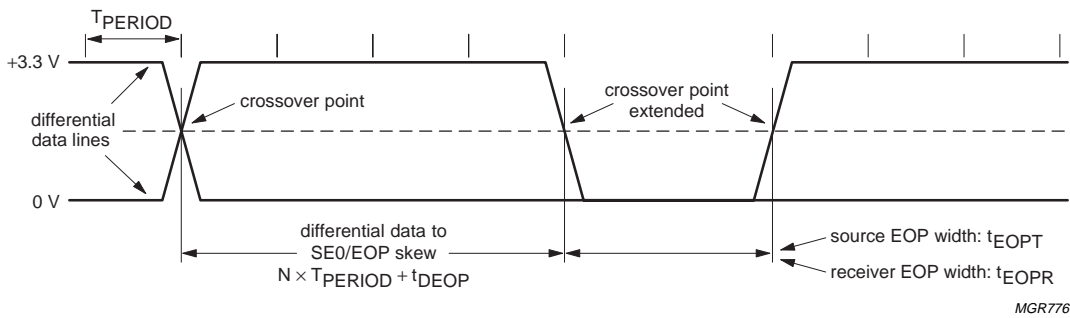 TPERIOD
+3.3 V
crossover point
crossover point
extended
differential
data lines
0 V
differential data to
SE0/EOP skew
N × TPERIOD + tDEOP
source EOP width: tEOPT
receiver EOP width: tEOPR
MGR776